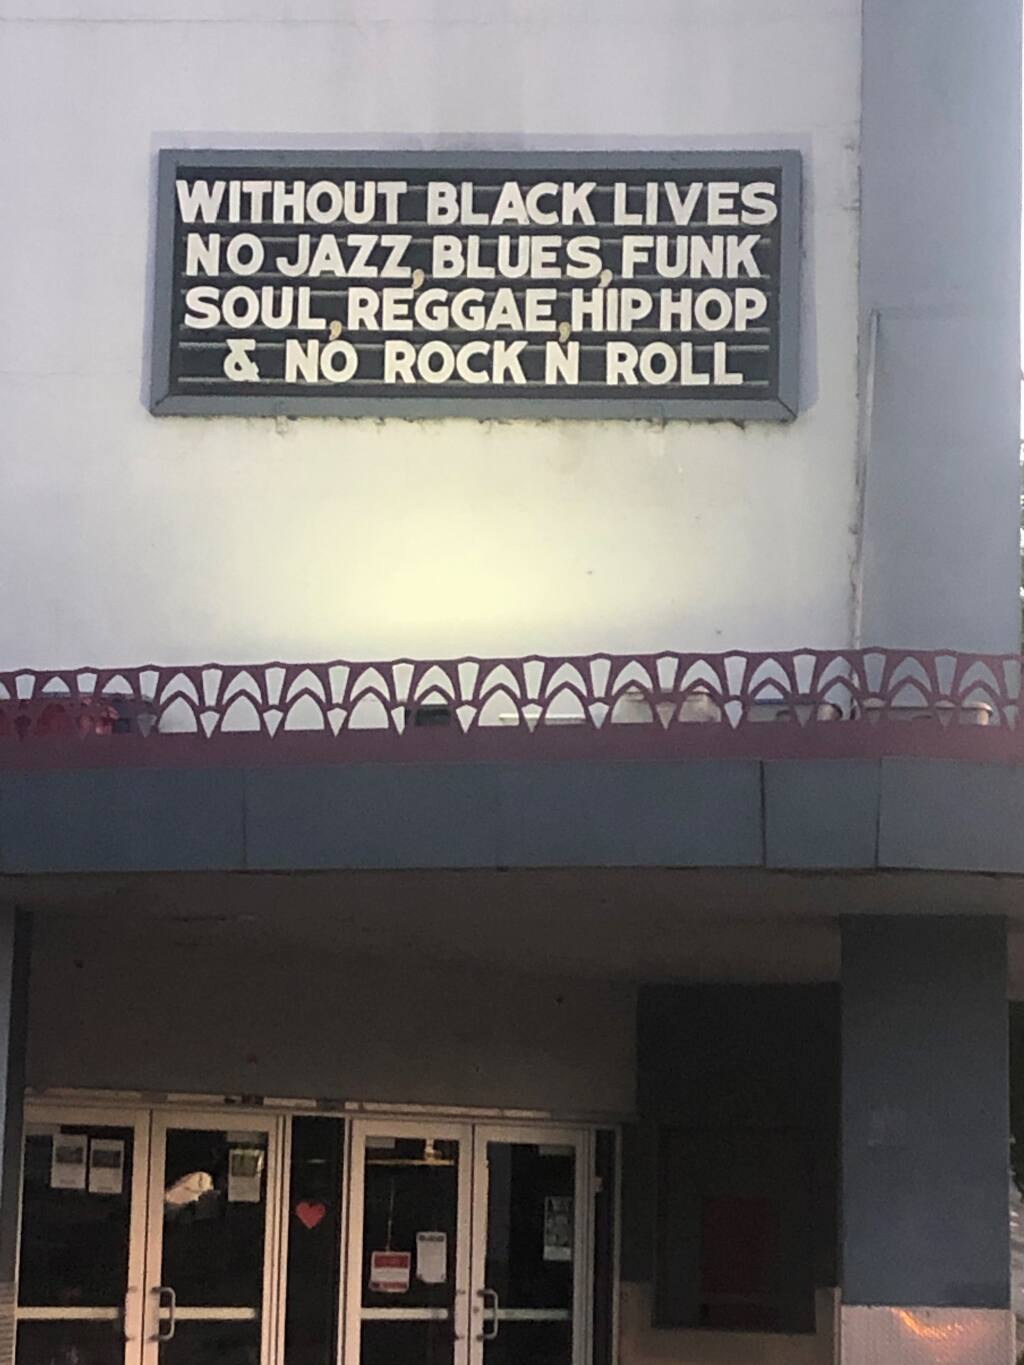 WITHOUT BLACK LIVES
NO JAZZ, BLUES, FUNK
SOUL, REGGAE, HIP HOP
& NO ROCK N' ROLL